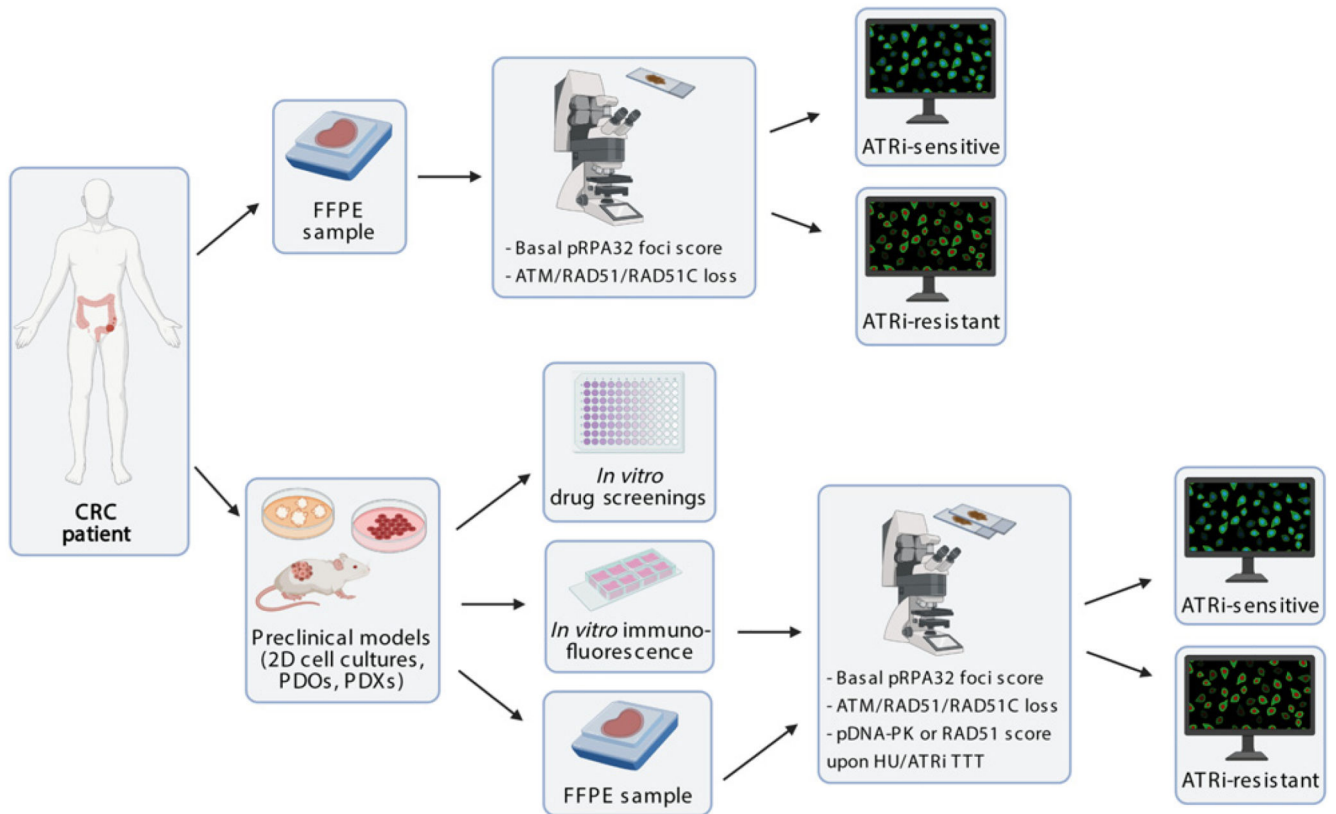 CRC
patient
FFPE
sample
- Basal pRPA32 foci score
- ATM/RAD51/RAD51C loss
ATRi-sensitive
ATRi-resistant
Preclinical models
(2D cell cultures,
PDOs, PDXs)
In vitro
drug screenings
In vitro immuno-
fluorescence
FFPE sample
- Basal pRPA32 foci score
- ATM/RAD51/RAD51C loss
- pDNA-PK or RAD51 score
upon HU/ATRi TTT
ATRi-sensitive
ATRi-resistant